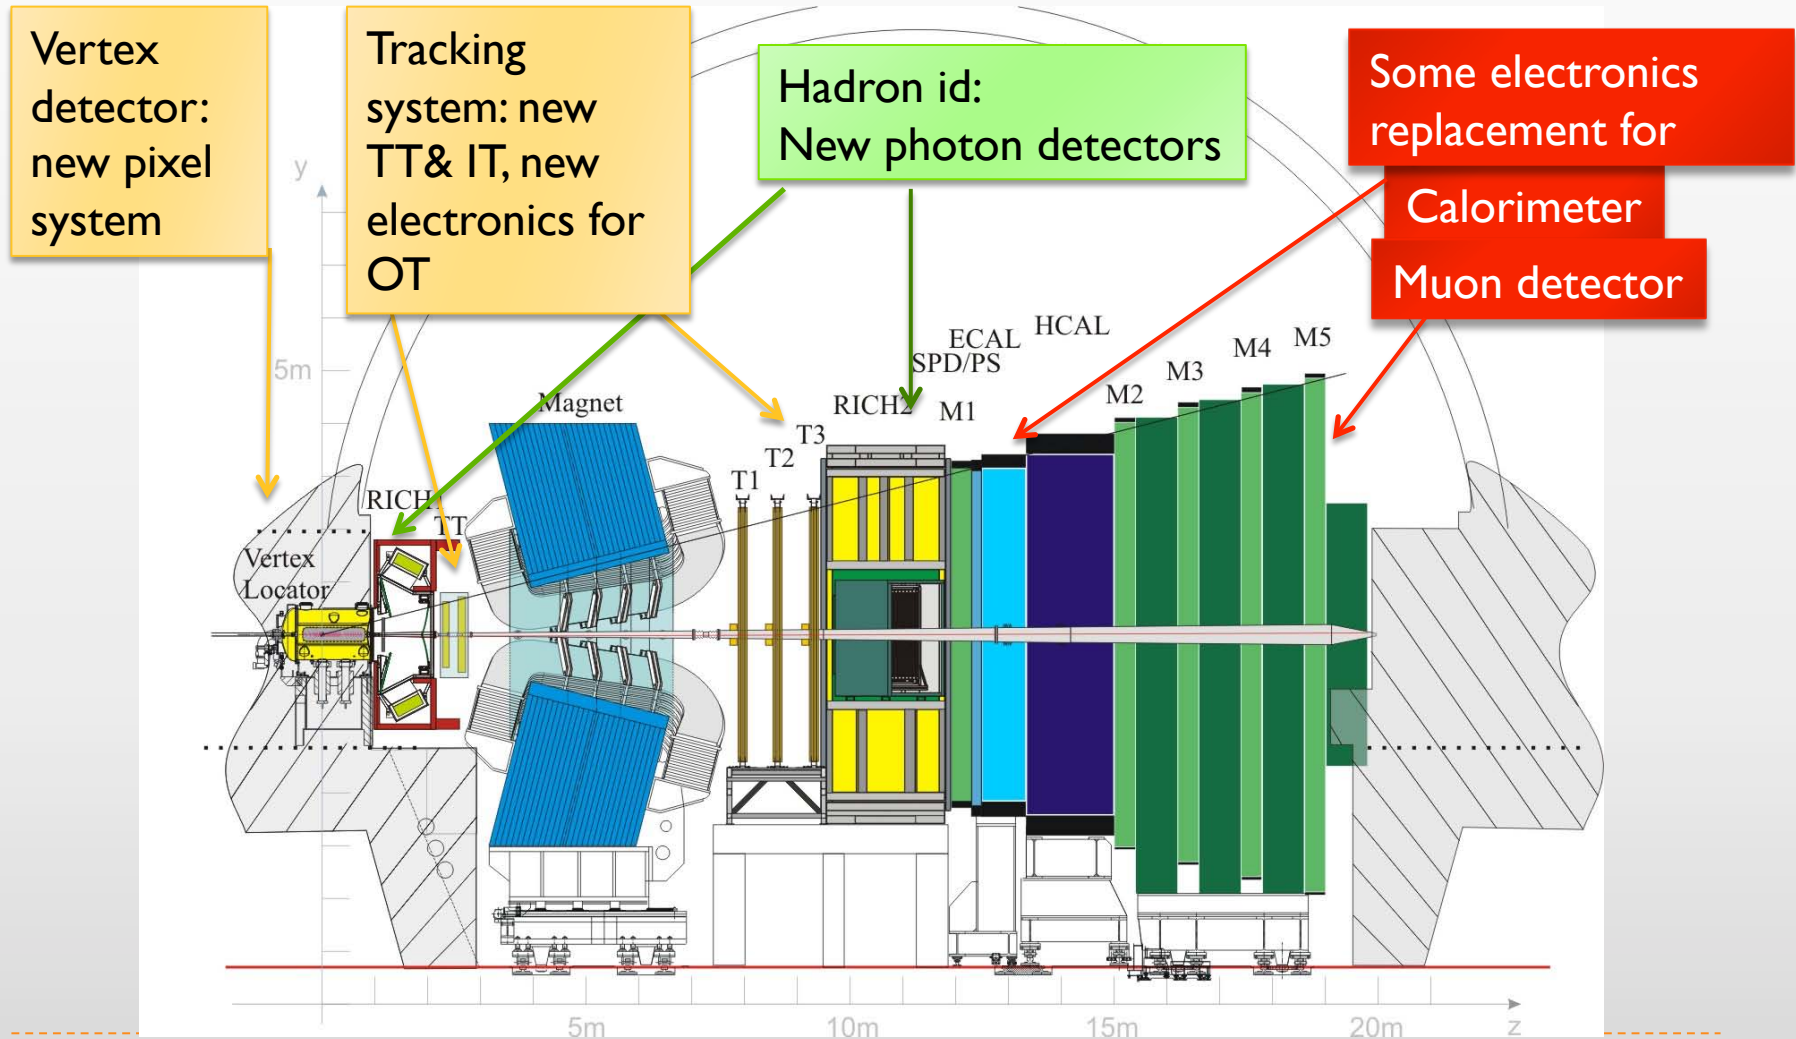 Vertex
detector:
new pixel
system
Tracking
system: new
TT& IT, new
electronics for
OT
Hadron id:
New photon detectors
Some electronics
replacement for
Calorimeter
Muon detector
y
5m
Magnet
RICH1
TT
Vertex
Locator
T1
T2
T3
RICH2
M1
SPD/PS
ECAL
HCAL
M2
M3
M4
M5
5m
10m
15m
20m
z